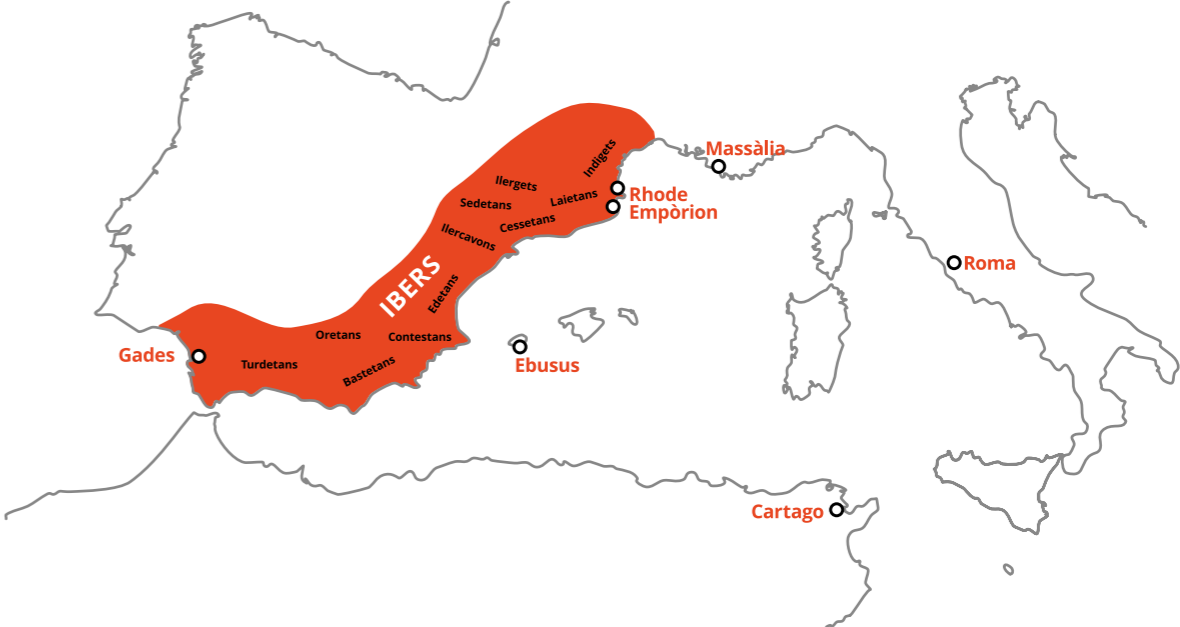 Massàlia
Indigets
Ilergets
Laietans
Rhode
Sedetans
Empòrion
Cessetans
Ilercavons
Roma
IBERS
Edetans
Oretans
Contestans
Gades
Turdetans
Bastetans
Ebusus
Cartago